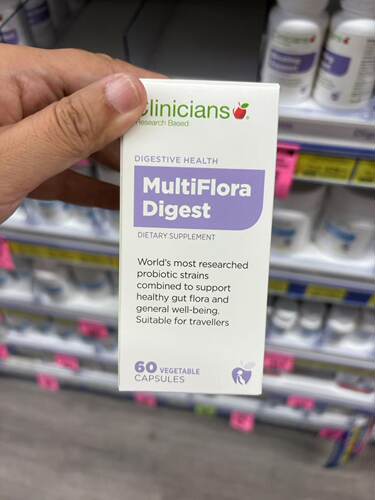 clinicians
Research Based
DIGESTIVE HEALTH
MultiFlora
Digest
DIETARY SUPPLEMENT
World's most researched
probiotic strains
combined to support
healthy gut flora and
general well-being.
Suitable for travellers
60 VEGETABLE
CAPSULES